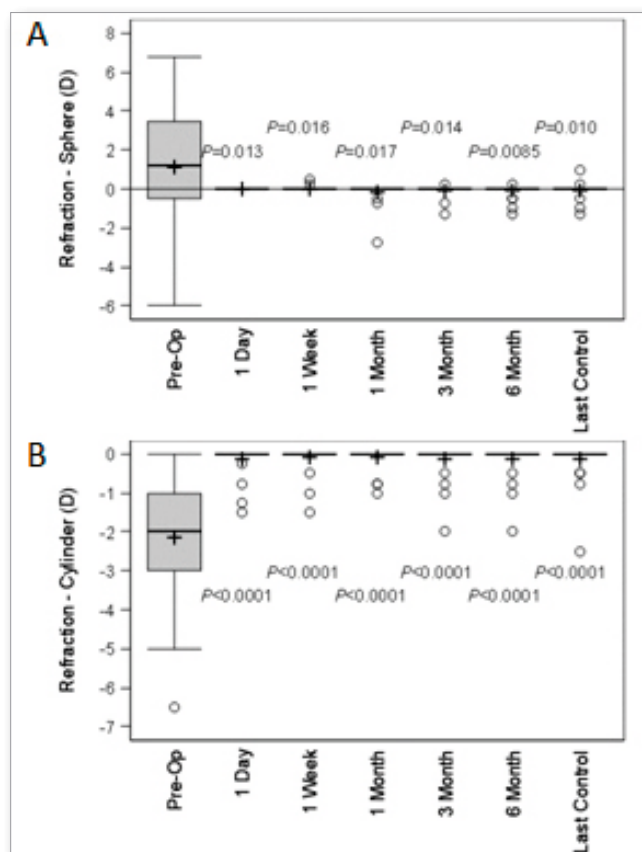 A
Refraction - Sphere (D)
8
6
4
2
0
-2
-4
-6
P=0.013
P=0.016
P=0.017
P=0.014
P=0.0085
P=0.010
Pre-Op
1 Day
1 Week
1 Month
3 Month
6 Month
Last Control
B
Refraction - Cylinder (D)
0
-1
-2
-3
-4
-5
-6
-7
P<0.0001
P<0.0001
P<0.0001
P<0.0001
P<0.0001
P<0.0001
Pre-Op
1 Day
1 Week
1 Month
3 Month
6 Month
Last Control